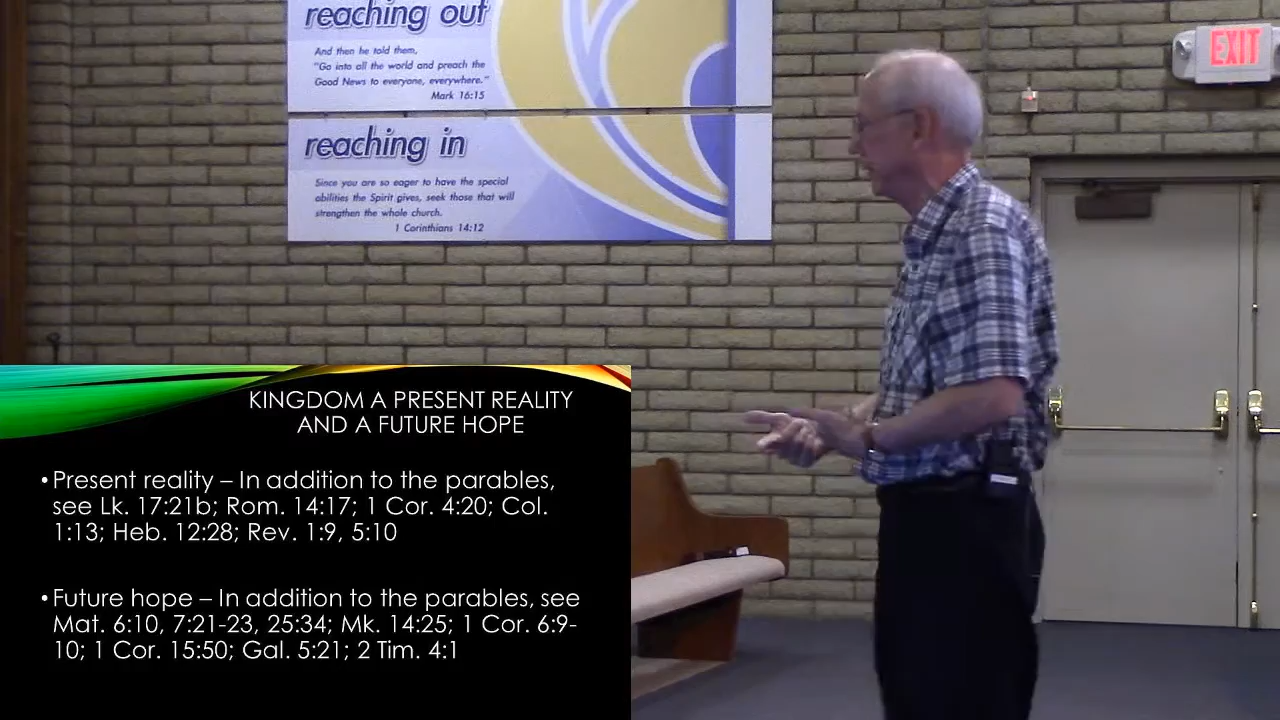 reaching out
And then he told them,
"Go into all the world and preach the
Good News to everyone, everywhere."
Mark 16:15
reaching in
Since you are so eager to have the special
abilities the Spirit gives, seek those that will
strengthen the whole church.
1 Corinthians 14:12
EXIT
KINGDOM A PRESENT REALITY
AND A FUTURE HOPE
•Present reality – In addition to the parables,
see Lk. 17:21b; Rom. 14:17; 1 Cor. 4:20; Col.
1:13; Heb. 12:28; Rev. 1:9, 5:10
•Future hope – In addition to the parables, see
Mat. 6:10, 7:21-23, 25:34; Mk. 14:25; 1 Cor. 6:9-
10; 1 Cor. 15:50; Gal. 5:21; 2 Tim. 4:1